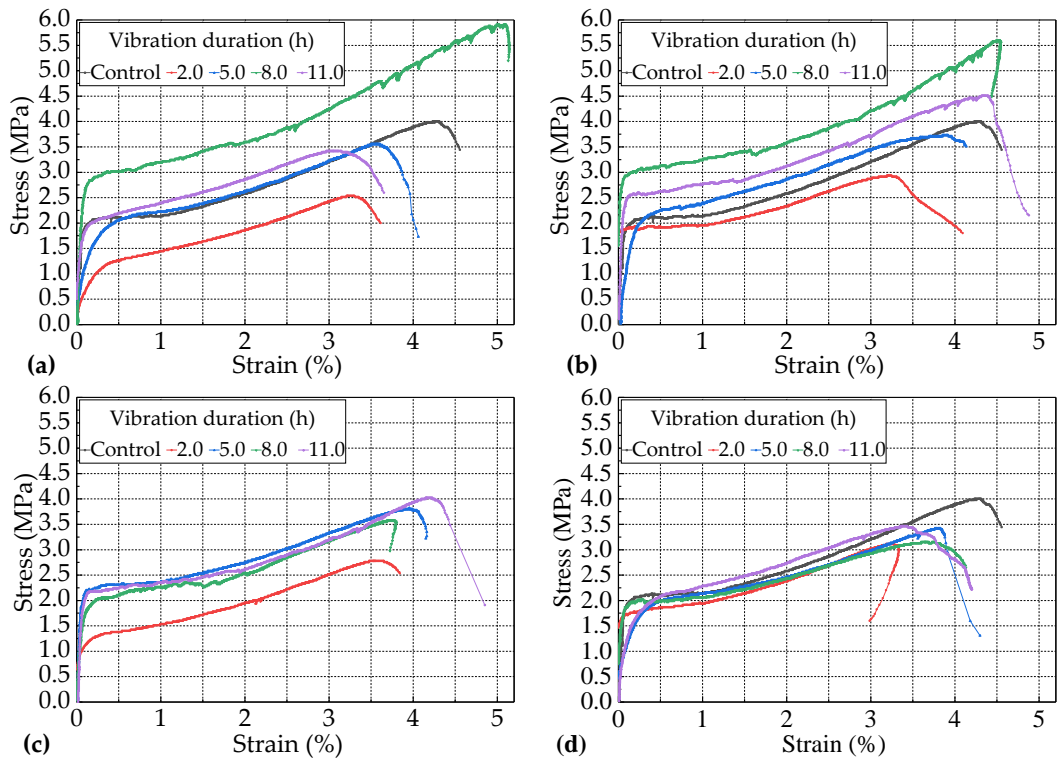 6.0
5.5
5.0
4.5
4.0
3.5
3.0
2.5
2.0
1.5
1.0
0.5
0.0
Stress (MPa)
Vibration duration (h)
Control 2.0 5.0 8.0 11.0
0 1 2 3 4 5
(a) Strain (%)
6.0
5.5
5.0
4.5
4.0
3.5
3.0
2.5
2.0
1.5
1.0
0.5
0.0
Stress (MPa)
Vibration duration (h)
Control 2.0 5.0 8.0 11.0
0 1 2 3 4 5
(b) Strain (%)
6.0
5.5
5.0
4.5
4.0
3.5
3.0
2.5
2.0
1.5
1.0
0.5
0.0
Stress (MPa)
Vibration duration (h)
Control 2.0 5.0 8.0 11.0
0 1 2 3 4 5
(c) Strain (%)
6.0
5.5
5.0
4.5
4.0
3.5
3.0
2.5
2.0
1.5
1.0
0.5
0.0
Stress (MPa)
Vibration duration (h)
Control 2.0 5.0 8.0 11.0
0 1 2 3 4 5
(d) Strain (%)